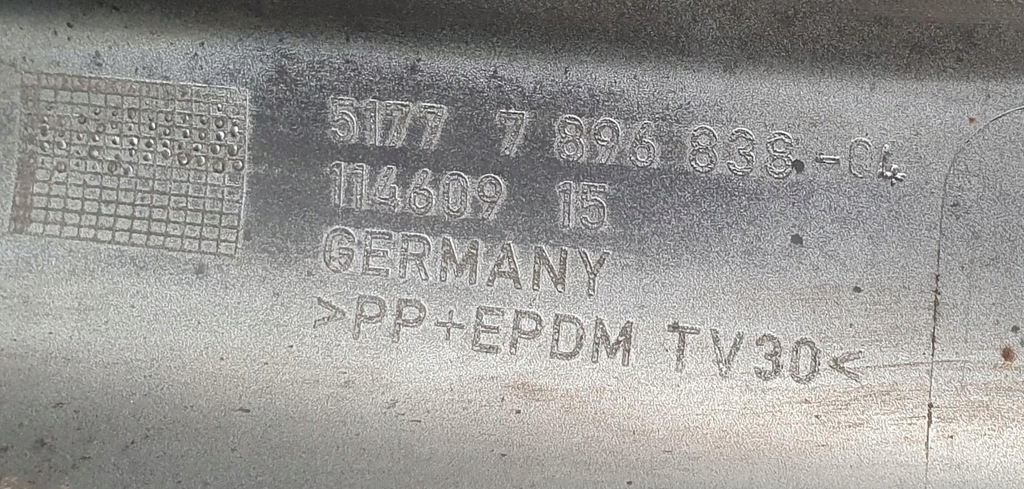 5177 7 896 838-04
114609 15
GERMANY
>PP+EPDM TV30<